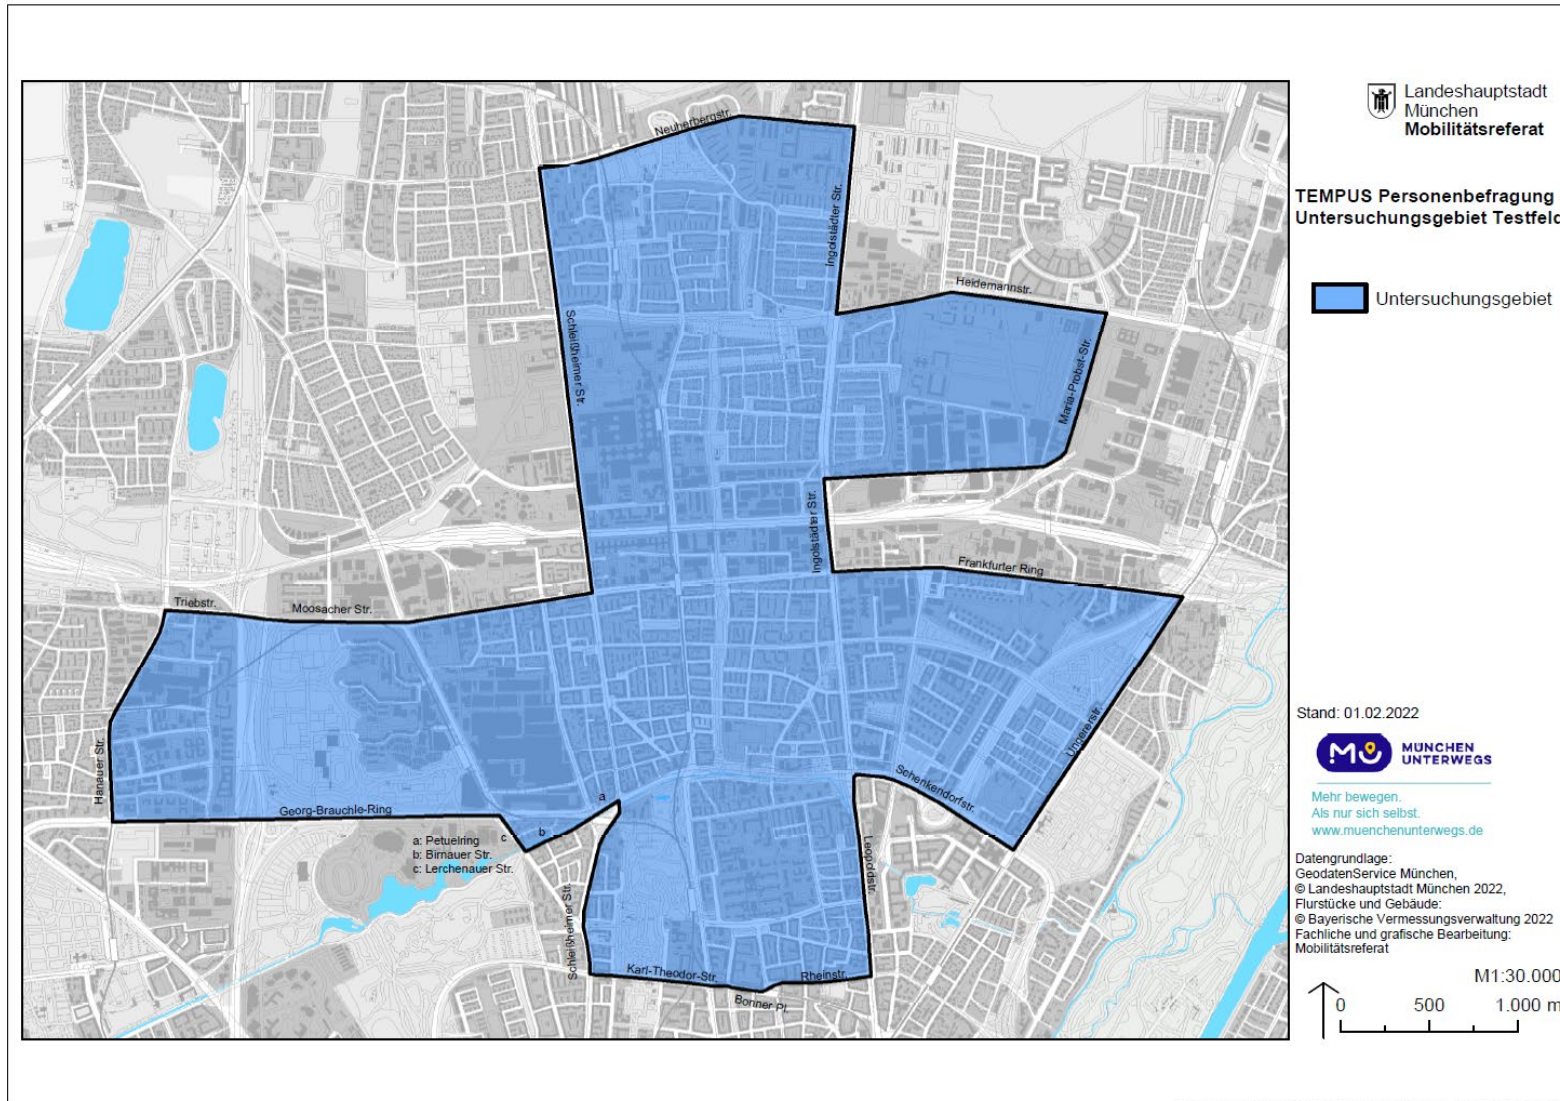 Landeshauptstadt
München
Mobilitätsreferat
TEMPUS Personenbefragung
Untersuchungsgebiet Testfeld
Untersuchungsgebiet
Neuherbergstr.
Ingolstädter Str.
Heidemannstr.
Schleißheimer Str.
Maria-Probst-Str.
Ingolstädter Str.
Frankfurter Ring
Triebstr.
Moosacher Str.
Hanauer Str.
Ungererstr.
Schenkendorfstr.
Georg-Brauchle-Ring
a
b
c
a: Petuelring
b: Birnauer Str.
c: Lerchenauer Str.
Leopoldstr.
Schleißheimer Str.
Karl-Theodor-Str.
Rheinstr.
Bonner Pl.
Stand: 01.02.2022
MÜNCHEN
UNTERWEGS
Mehr bewegen.
Als nur sich selbst.
www.muenchenunterwegs.de
Datengrundlage:
GeodatenService München,
© Landeshauptstadt München 2022,
Flurstücke und Gebäude:
© Bayerische Vermessungsverwaltung 2022
Fachliche und grafische Bearbeitung:
Mobilitätsreferat
M1:30.000
0 500 1.000 m